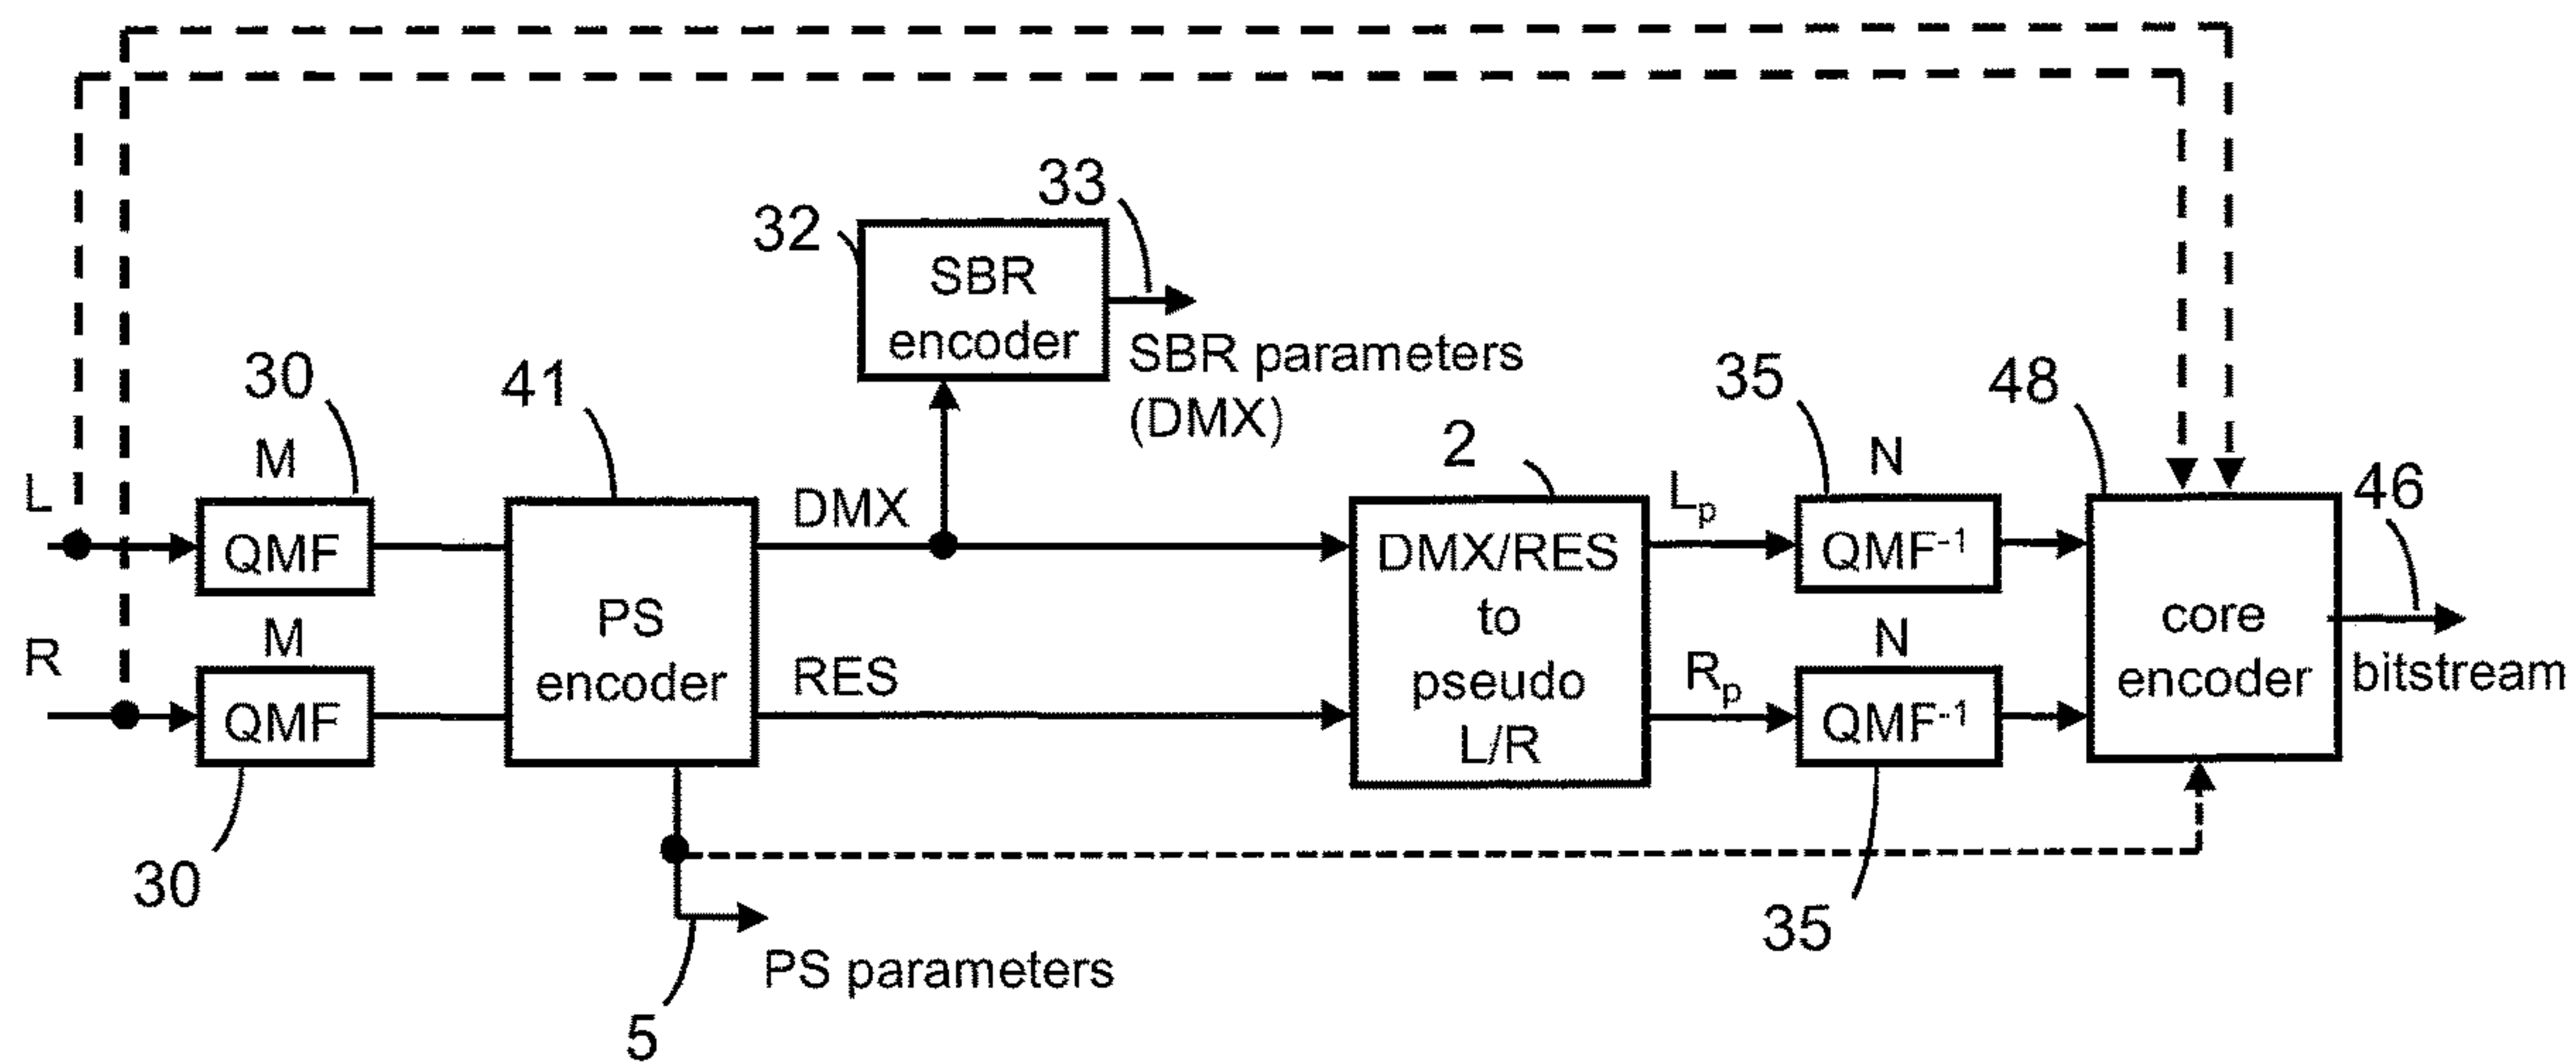 33
32
SBR
encoder
SBR parameters
(DMX)
30
41
35
48
M
2
N
L
QMF
DMX
Lp
QMF-1
46
DMX/RES
to
pseudo
L/R
PS
encoder
core
encoder
bitstream
R
M
RES
Rp
N
QMF
QMF-1
30
35
PS parameters
5